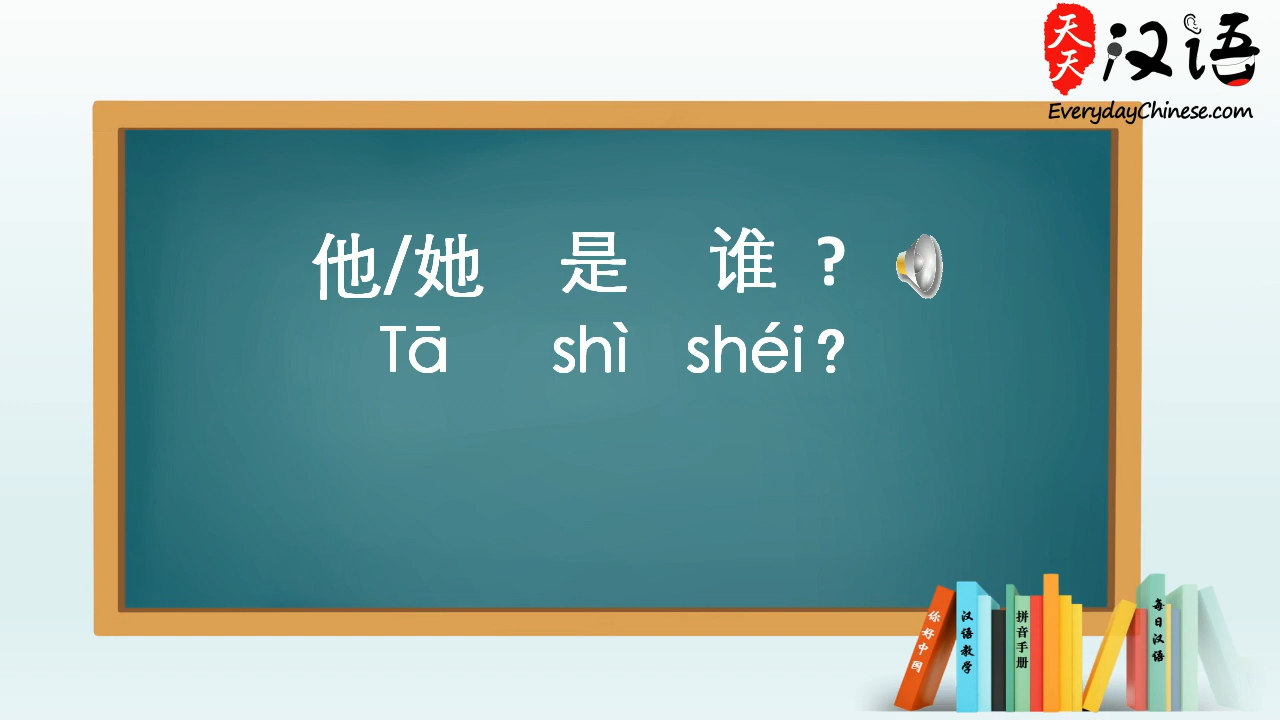 天天汉语
EverydayChinese.com
他/她 是 谁 ?
Tā shì shéi?
你好中国
汉语教学
拼音手册
每日汉语